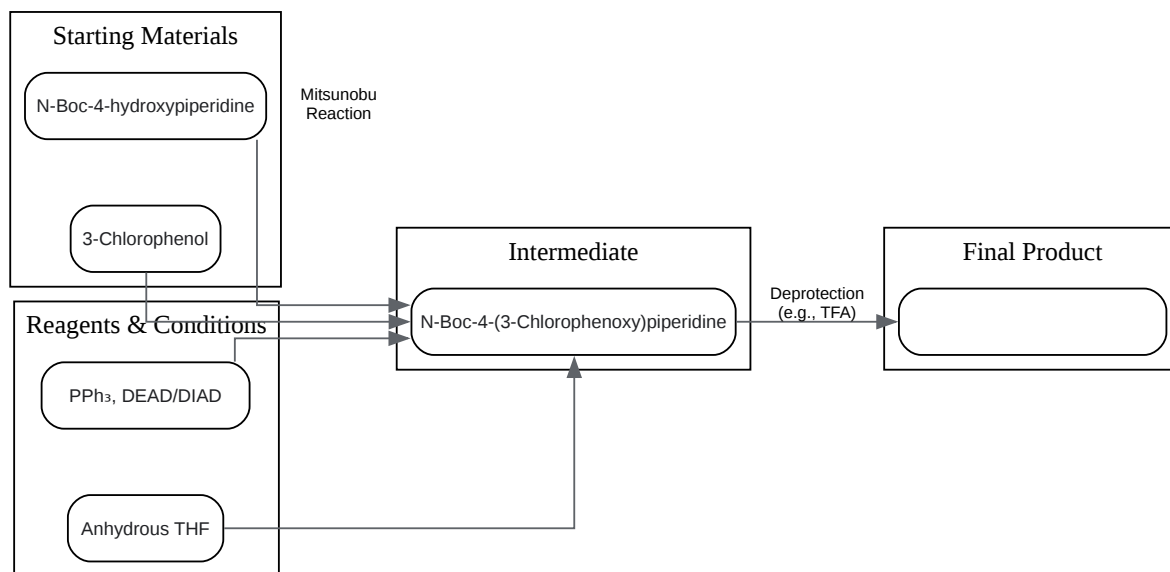 Starting Materials
N-Boc-4-hydroxypiperidine
3-Chlorophenol
Mitsunobu
Reaction
Reagents & Conditions
PPh₃, DEAD/DIAD
Anhydrous THF
Intermediate
N-Boc-4-(3-Chlorophenoxy)piperidine
Deprotection
(e.g., TFA)
Final Product